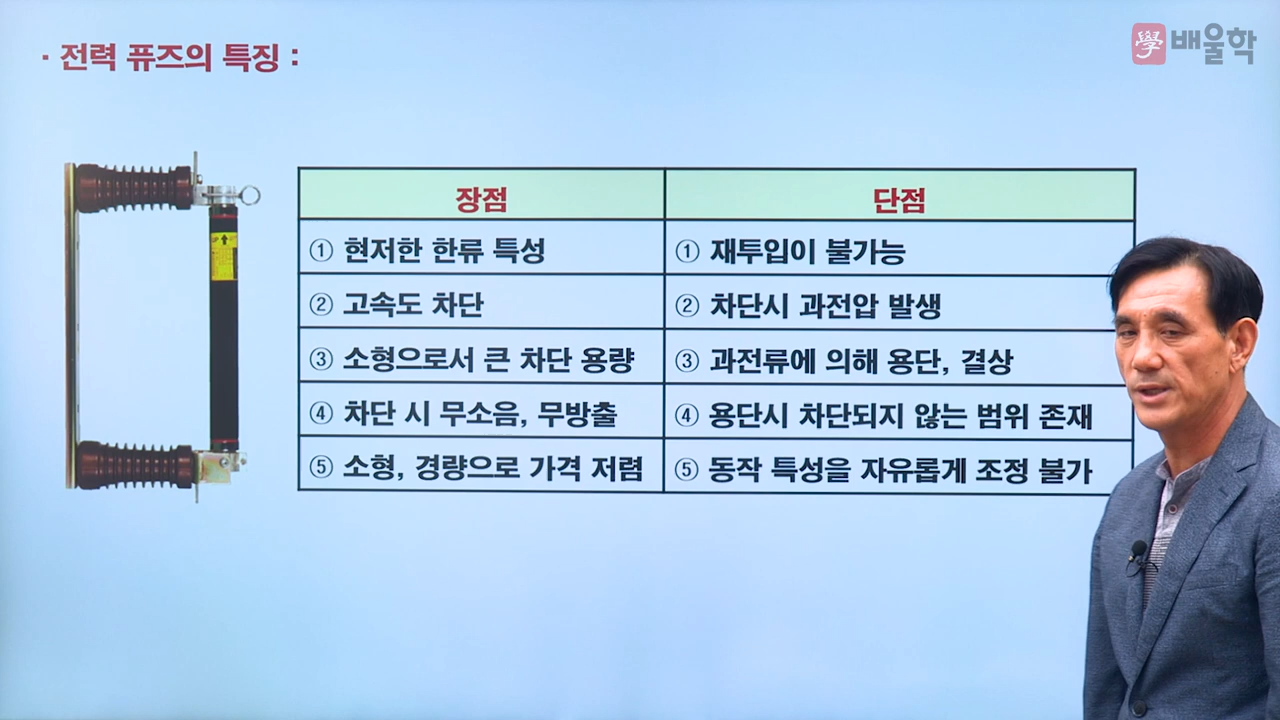 · 전력 퓨즈의 특징 :
學 배울학
장점 단점
① 현저한 한류 특성 ① 재투입이 불가능
② 고속도 차단 ② 차단시 과전압 발생
③ 소형으로서 큰 차단 용량 ③ 과전류에 의해 용단, 결상
④ 차단 시 무소음, 무방출 ④ 용단시 차단되지 않는 범위 존재
⑤ 소형, 경량으로 가격 저렴 ⑤ 동작 특성을 자유롭게 조정 불가